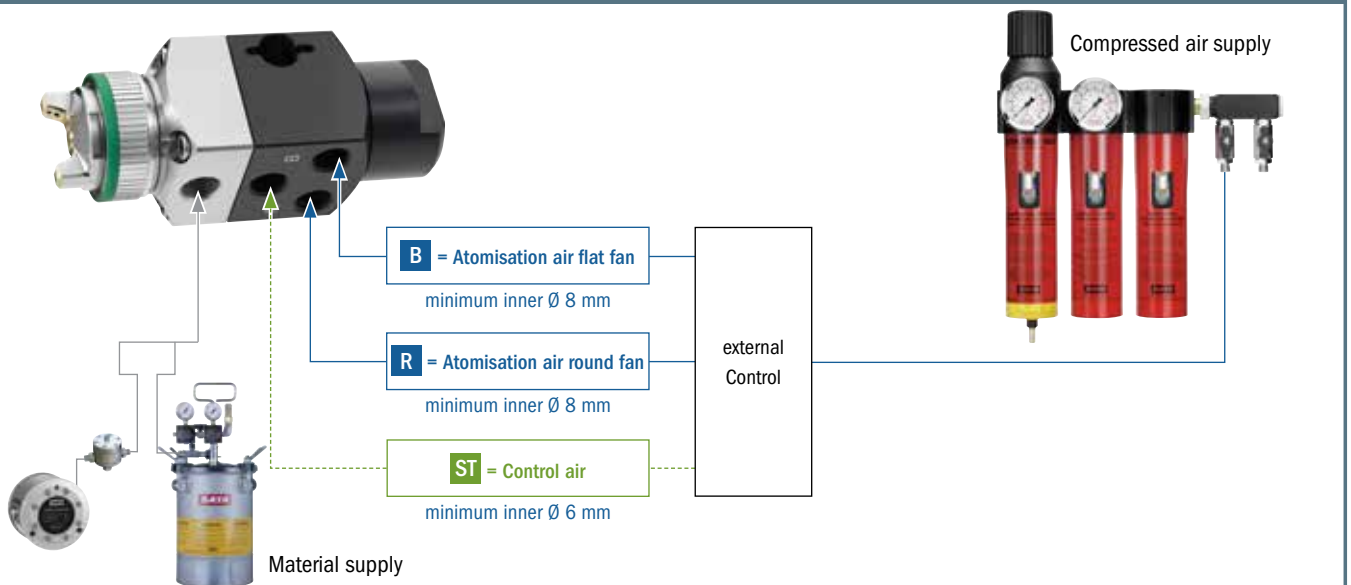 Compressed air supply
B = Atomisation air flat fan
minimum inner Ø 8 mm
R = Atomisation air round fan
minimum inner Ø 8 mm
external
Control
ST = Control air
minimum inner Ø 6 mm
SATA
Material supply